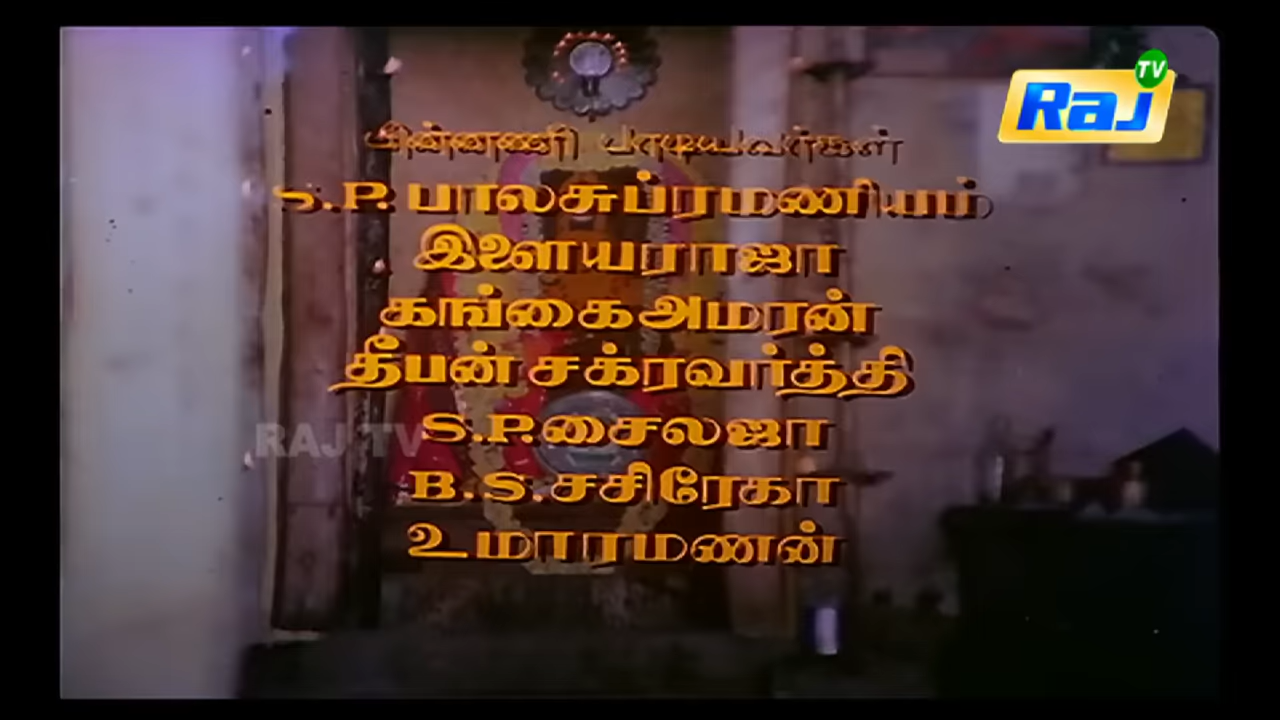 Raj TV
பின்னணி பாடியவர்கள்
S.P. பாலசுப்ரமணியம்
இளையராஜா
கங்கை அமரன்
தீபன் சக்ரவர்த்தி
S.P.சைலஜா
RAJ TV
B.S.சசிரேகா
உமாரமணன்